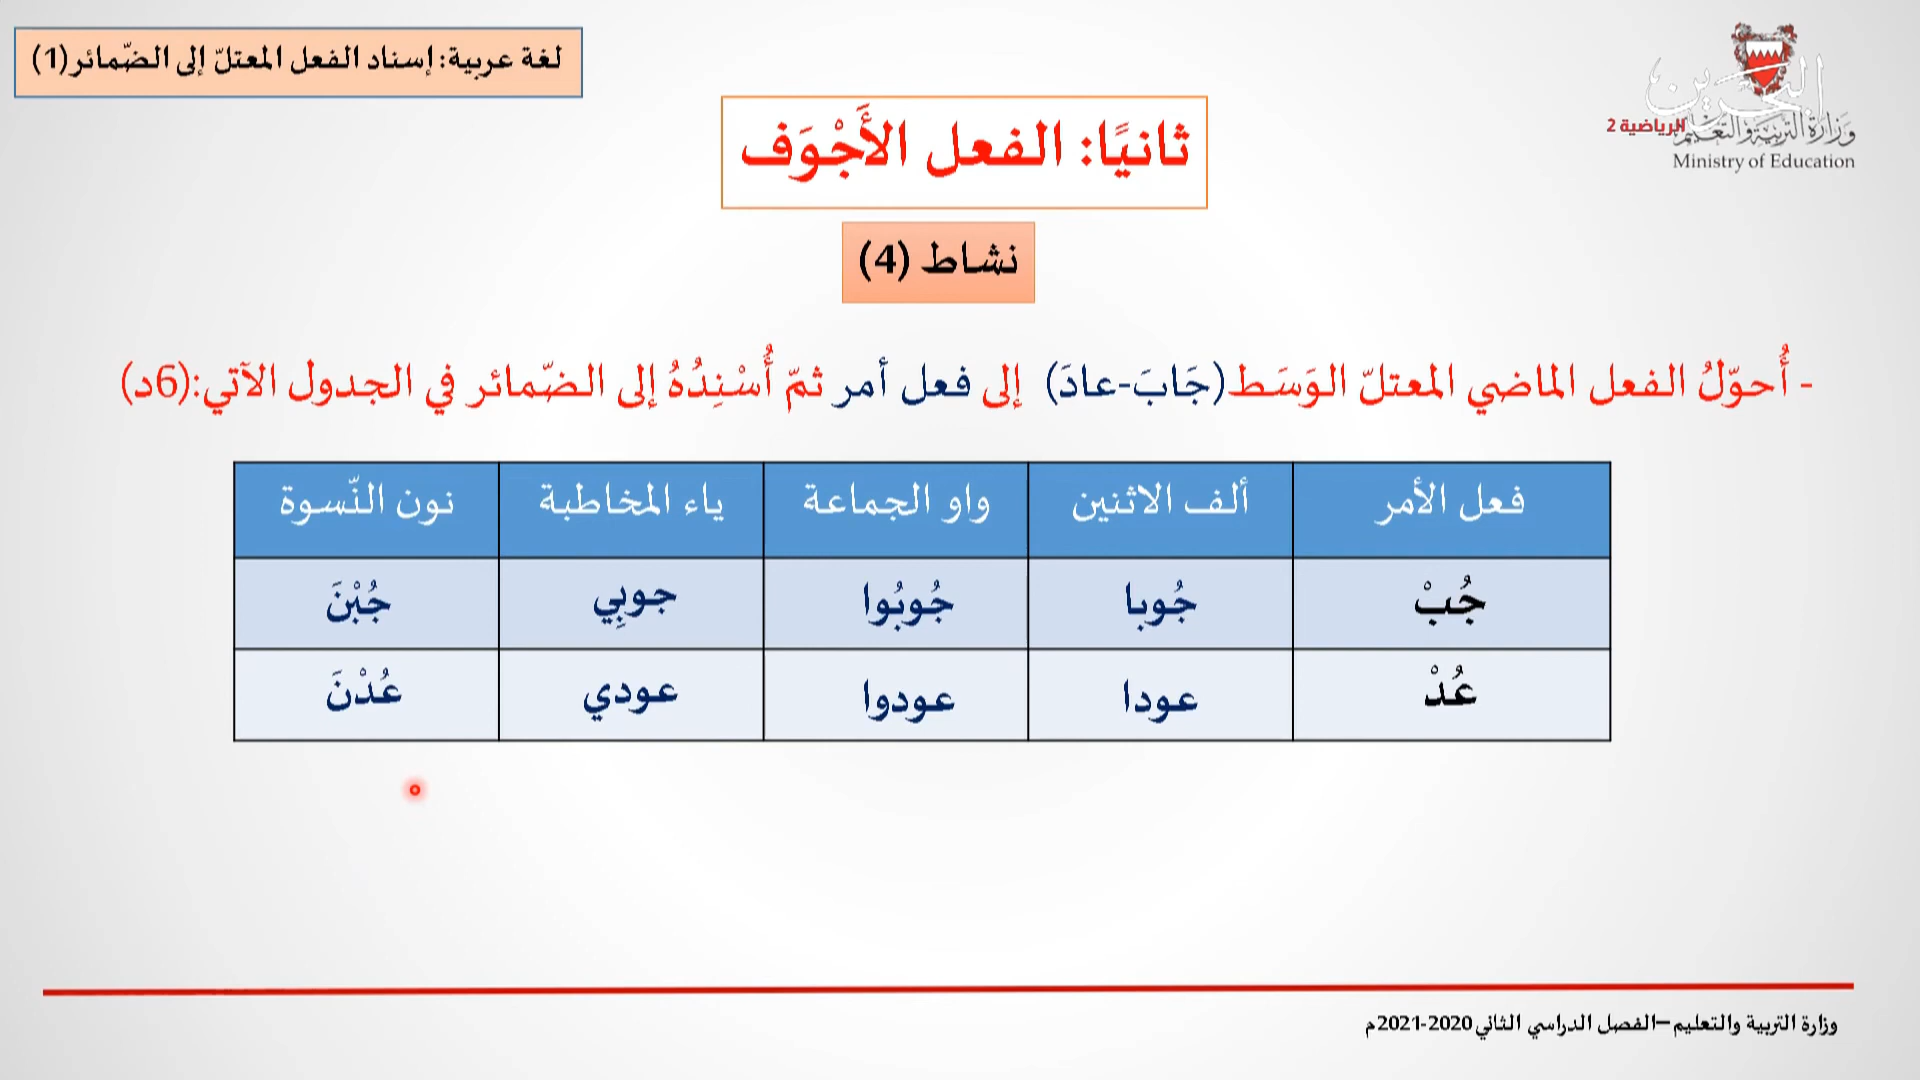 لغة عربية: إسناد الفعل المعتلّ إلى الضّمائر(1)
البحرين
الرياضية 2
وزارة التربية والتعليم
Ministry of Education
ثانيًا: الفعل الأَجْوَف
نشاط (4)
- أُحوّلُ الفعل الماضي المعتلّ الوَسَط(جَابَ-عادَ) إلى فعل أمر ثمّ أُسْنِدُهُ إلى الضّمائر في الجدول الآتي:(6د)
فعل الأمر ألف الاثنين واو الجماعة ياء المخاطبة نون النّسوة
جُبْ جُوبا جُوبُوا جوبِي جُبْنَ
عُدْ عودا عودوا عودي عُدْنَ
وزارة التربية والتعليم –الفصل الدراسي الثاني 2020-2021م